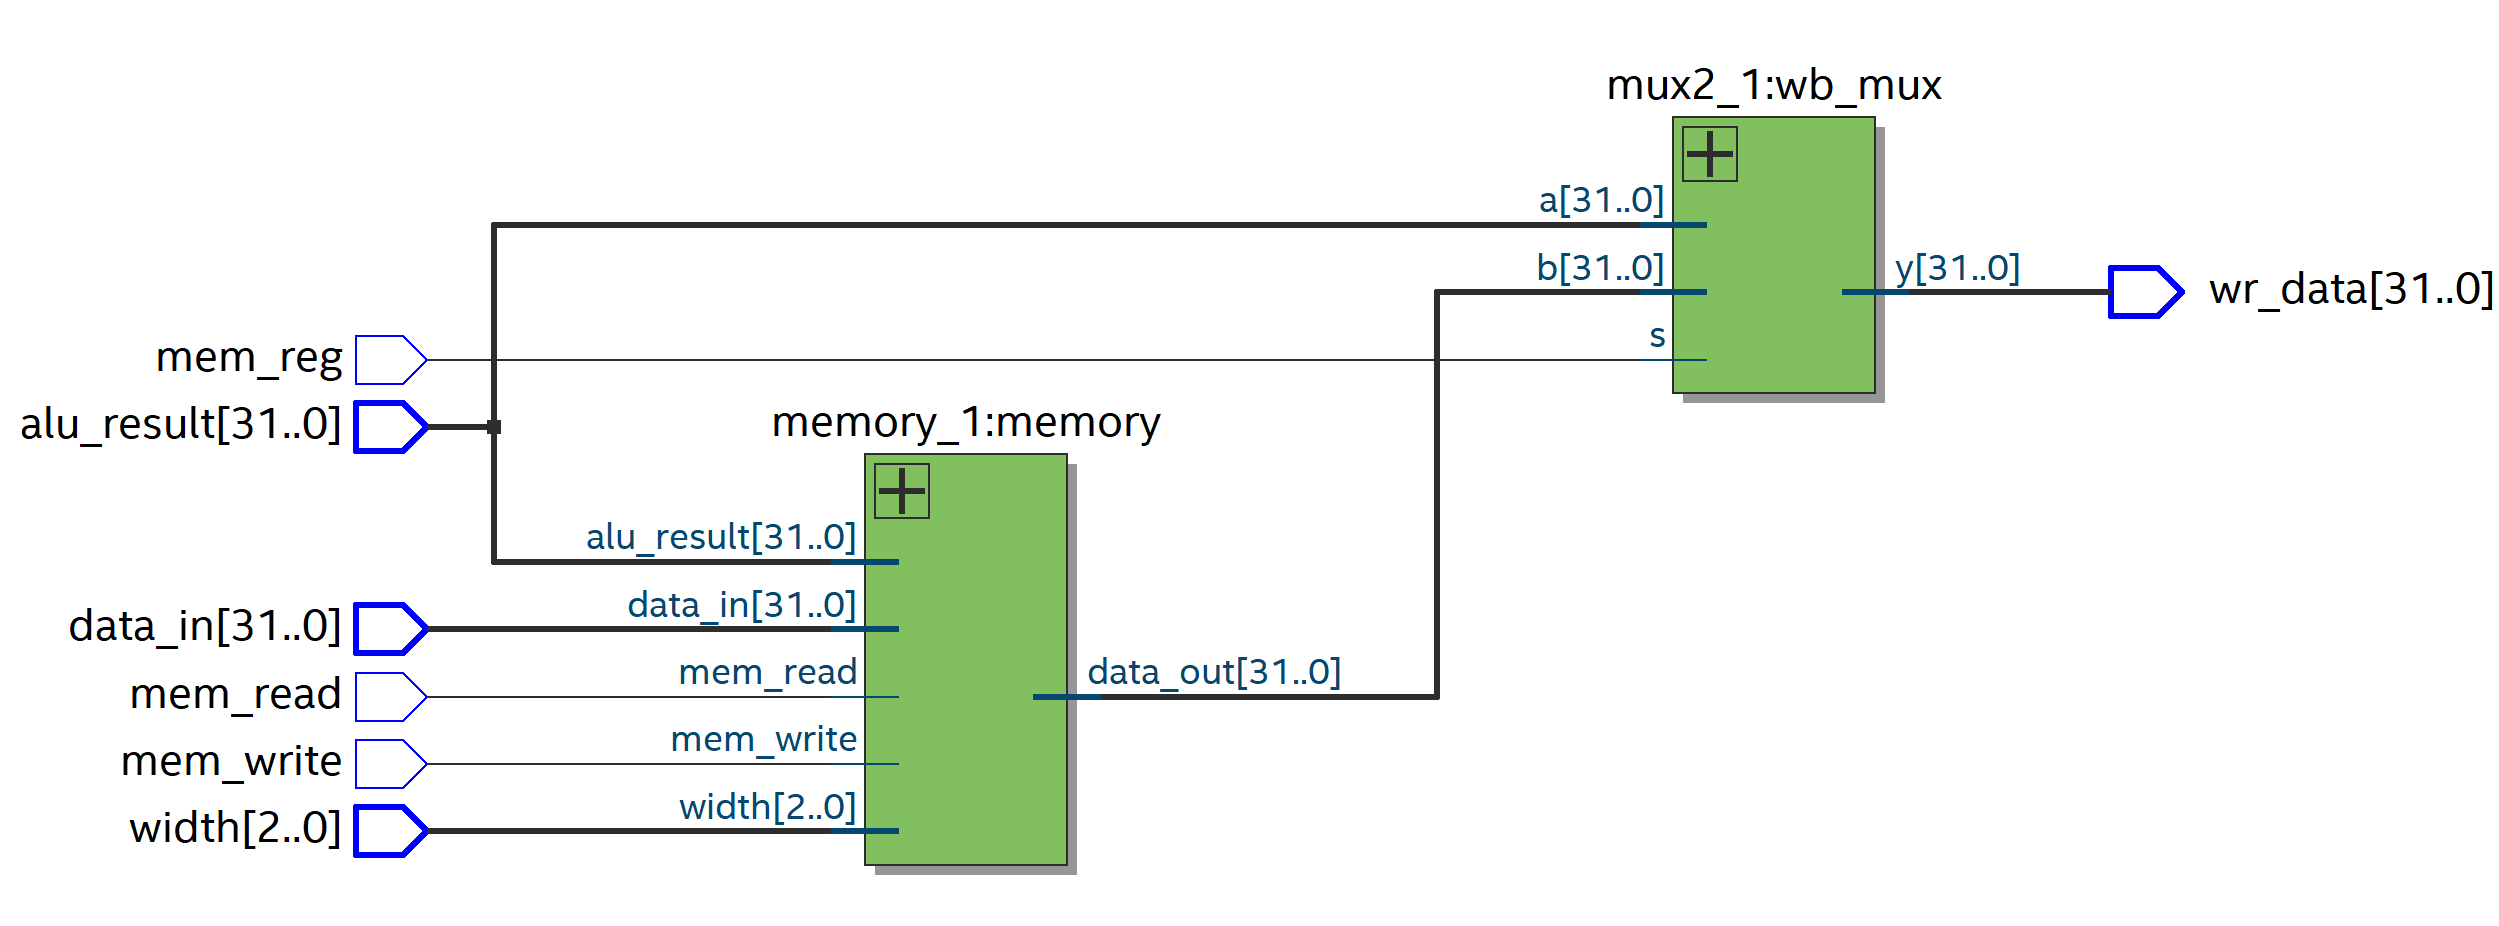 mux2_1:wb_mux
a[31..0]
b[31..0]
y[31..0]
wr_data[31..0]
s
mem_reg
alu_result[31..0]
memory_1:memory
alu_result[31..0]
data_in[31..0]
data_in[31..0]
mem_read
mem_read
data_out[31..0]
mem_write
mem_write
width[2..0]
width[2..0]